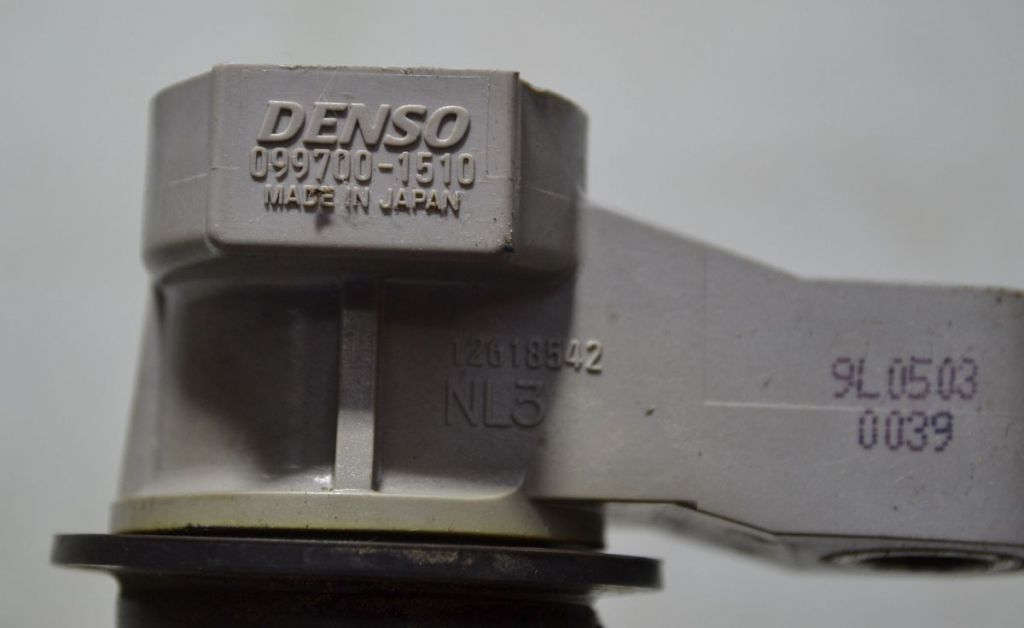 DENSO
099700-1510
MADE IN JAPAN
12618542
NL3
9L0503
0039